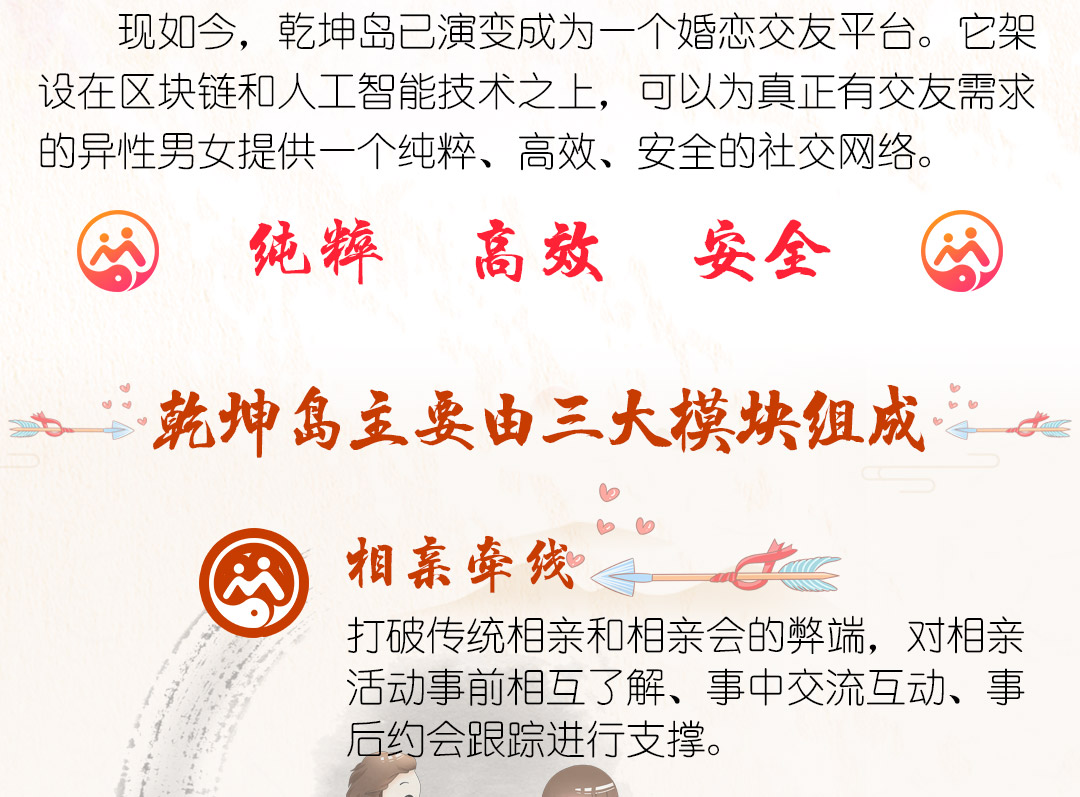 现如今，乾坤岛已演变成为一个婚恋交友平台。它架
设在区块链和人工智能技术之上，可以为真正有交友需求
的异性男女提供一个纯粹、高效、安全的社交网络。
纯粹 高效 安全
乾坤岛主要由三大模块组成
相亲牵线
打破传统相亲和相亲会的弊端，对相亲
活动事前相互了解、事中交流互动、事
后约会跟踪进行支撑。